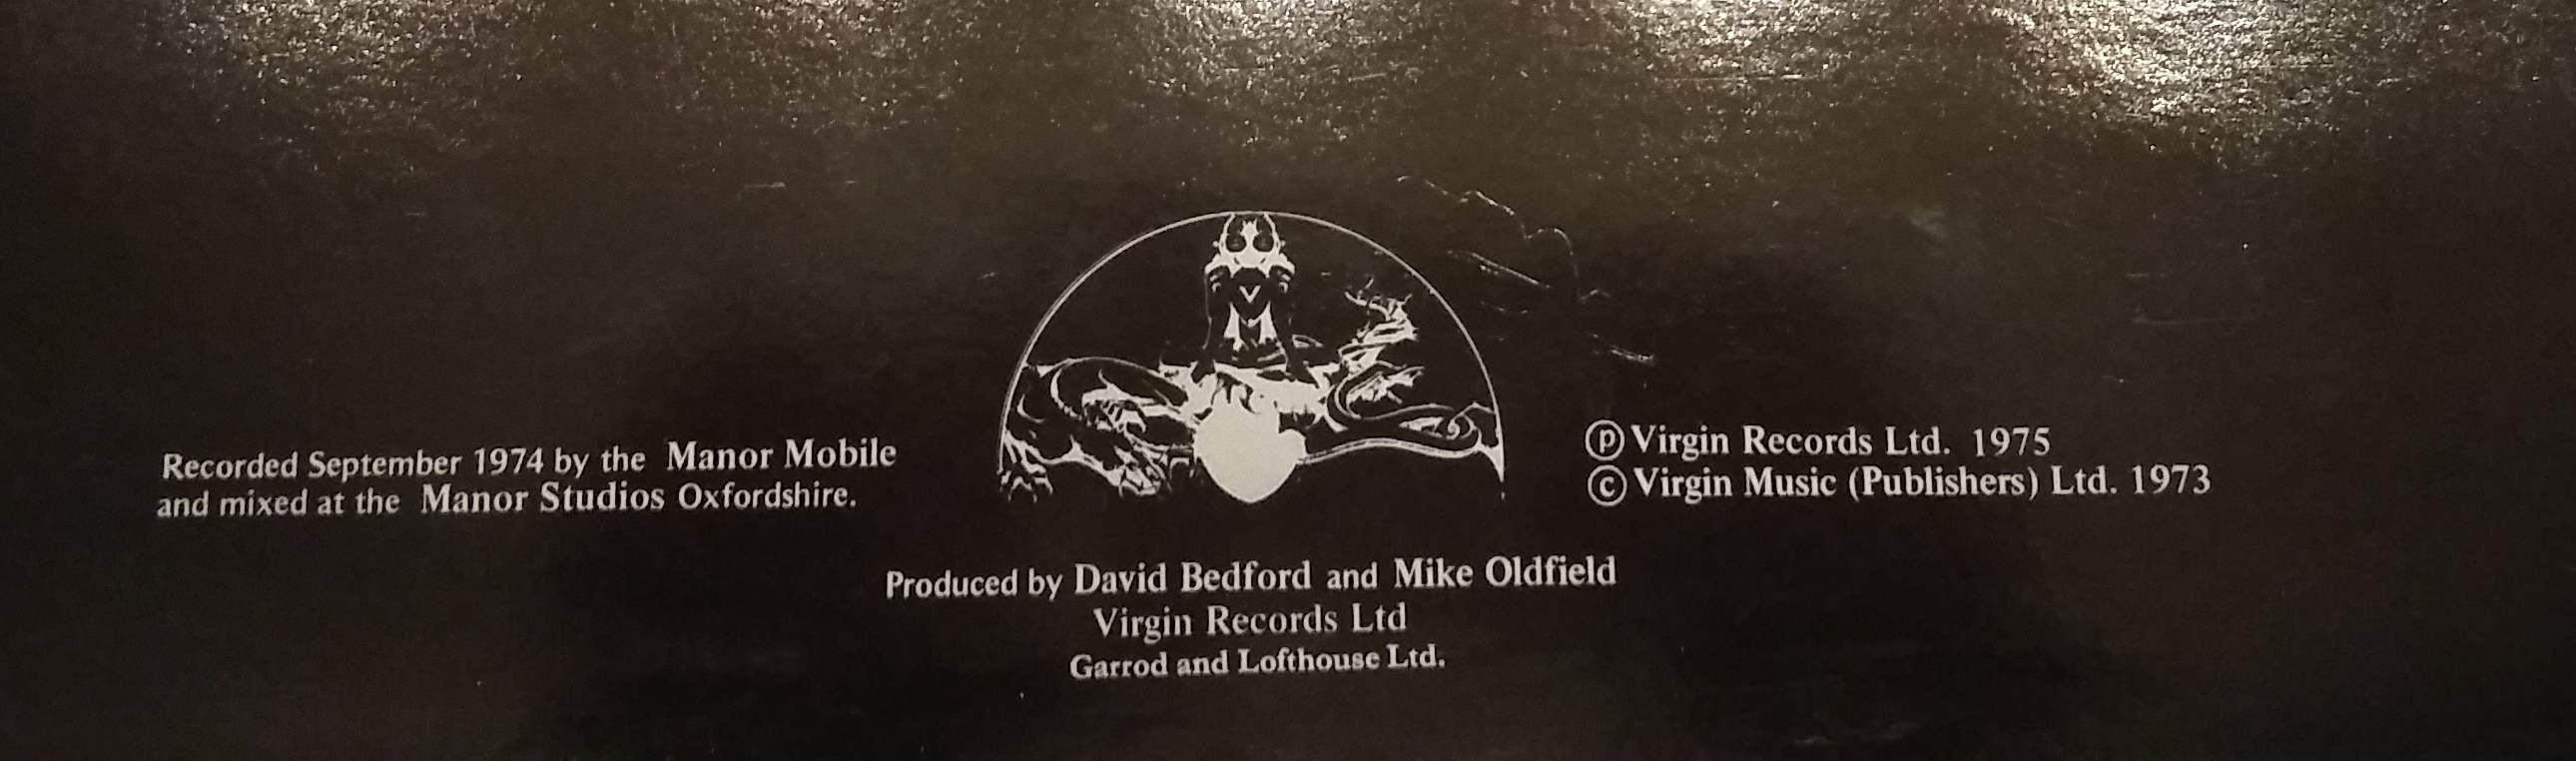 Recorded September 1974 by the Manor Mobile
and mixed at the Manor Studios Oxfordshire.
Ⓟ Virgin Records Ltd. 1975
© Virgin Music (Publishers) Ltd. 1973
Produced by David Bedford and Mike Oldfield
Virgin Records Ltd
Garrod and Lofthouse Ltd.